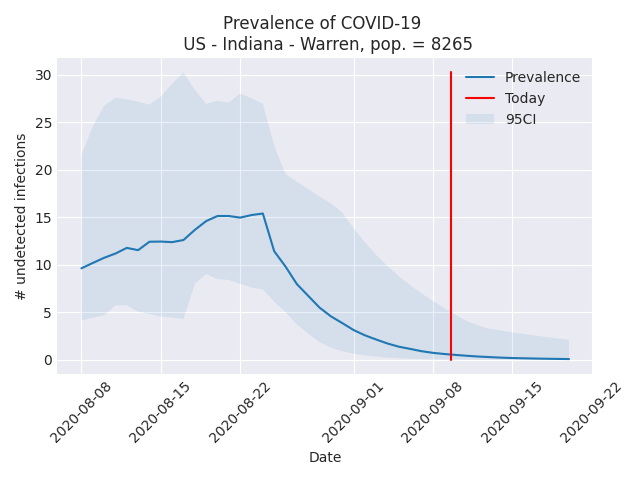 Prevalence of COVID-19
US - Indiana - Warren, pop. = 8265
Prevalence
Today
95CI
# undetected infections
30
25
20
15
10
5
0
2020-08-08
2020-08-15
2020-08-22
2020-09-01
2020-09-08
2020-09-15
2020-09-22
Date